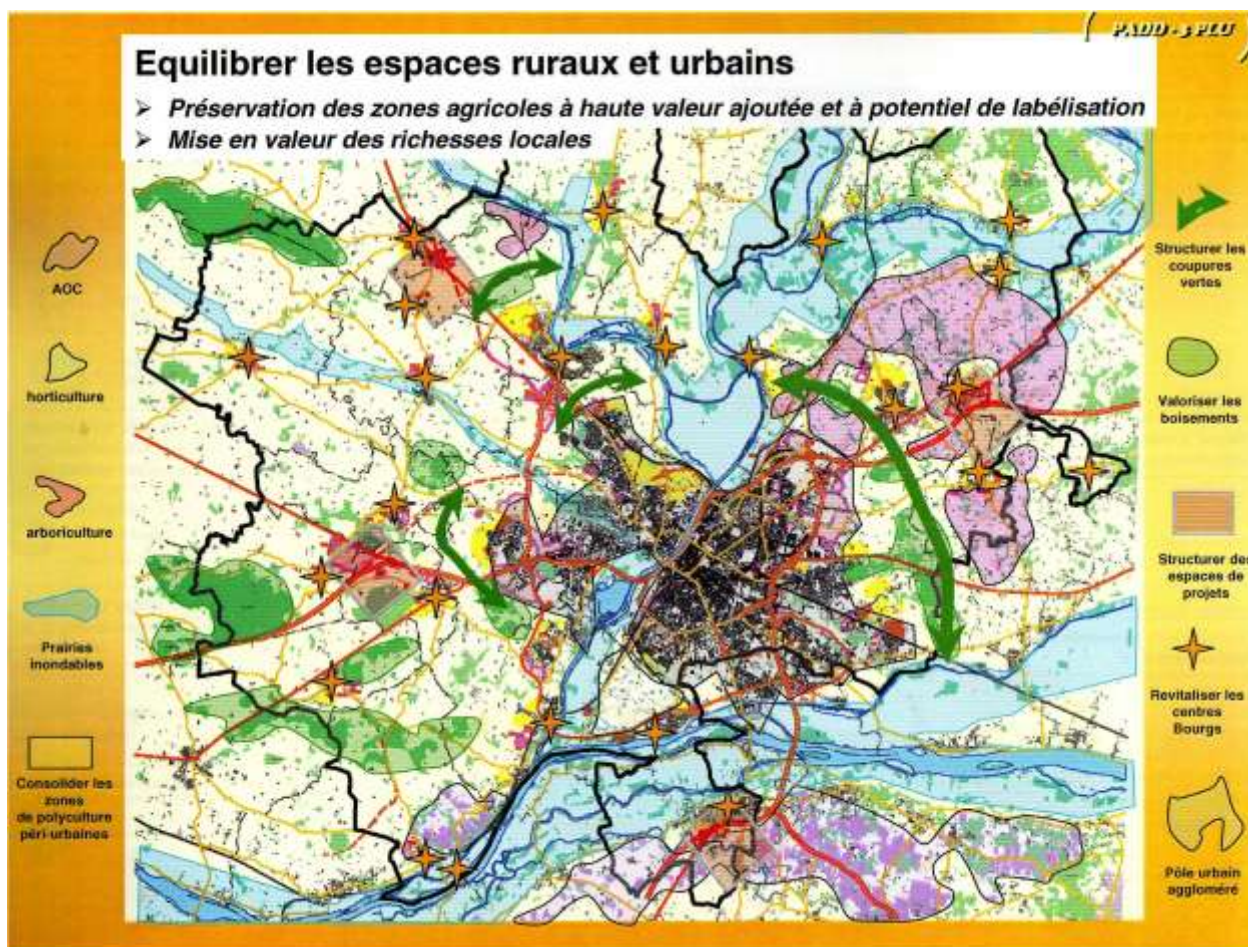 PADD - 3 PLU
Equilibrer les espaces ruraux et urbains
➢ Préservation des zones agricoles à haute valeur ajoutée et à potentiel de labélisation
➢ Mise en valeur des richesses locales
AOC
horticulture
arboriculture
Prairies
inondables
Consolider les
zones
de polyculture
péri-urbaines
Structurer les
coupures
vertes
Valoriser les
boisements
Structurer des
espaces de
projets
Revitaliser les
centres
Bourgs
Pôle urbain
aggloméré